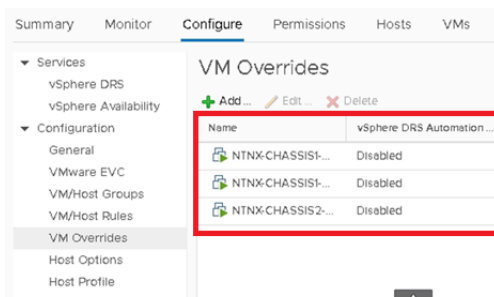 Summary Monitor Configure Permissions Hosts VMs
Services
vSphere DRS
vSphere Availability
Configuration
General
VMware EVC
VM/Host Groups
VM/Host Rules
VM Overrides
Host Options
Host Profile
VM Overrides
Add ... Edit ... Delete
Name vSphere DRS Automation ...
NTNX-CHASSIS1-... Disabled
NTNX-CHASSIS1-... Disabled
NTNX-CHASSIS2-... Disabled